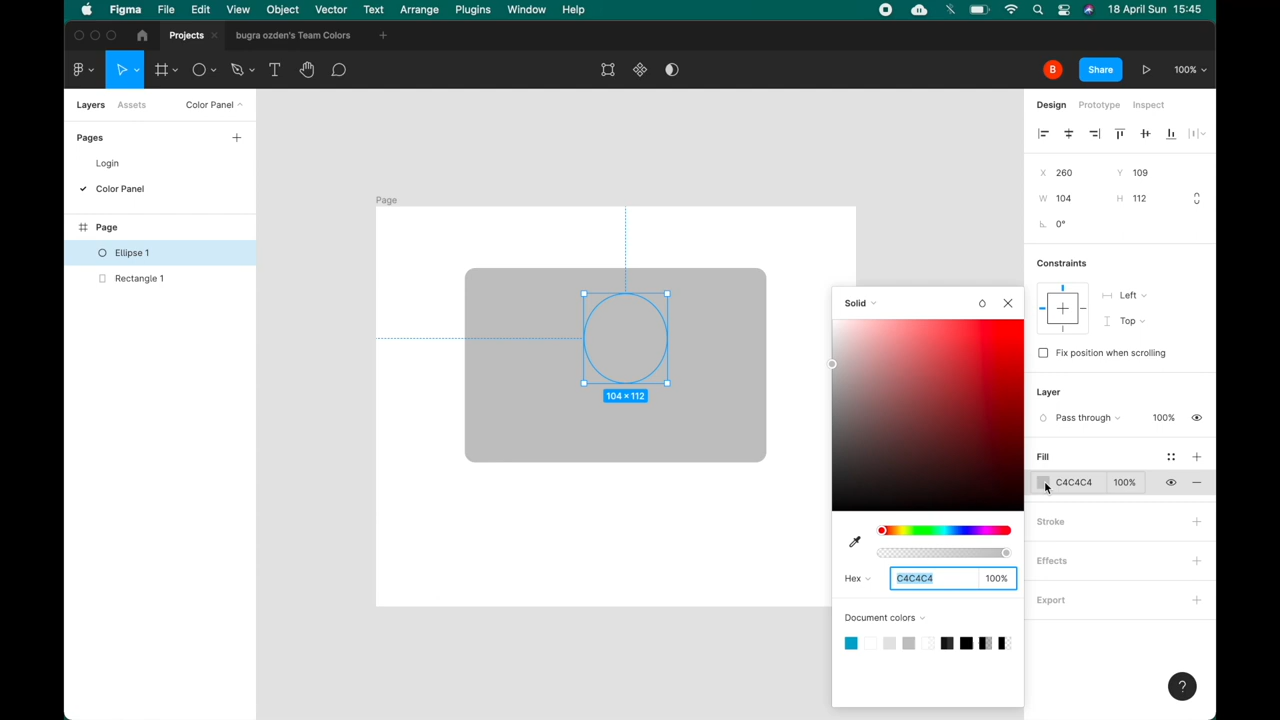 Figma File Edit View Object Vector Text Arrange Plugins Window Help 18 April Sun 15:45
Projects bugra ozden's Team Colors
B Share 100%
Layers Assets Color Panel
Design Prototype Inspect
Pages
Login
X 260 Y 109
Color Panel
W 104 H 112
Page
0°
Page
Ellipse 1
Constraints
Rectangle 1
Left
Solid
Top
Fix position when scrolling
Layer
104 × 112
Pass through 100%
Fill
C4C4C4 100%
Stroke
Effects
Hex C4C4C4 100%
Export
Document colors
?